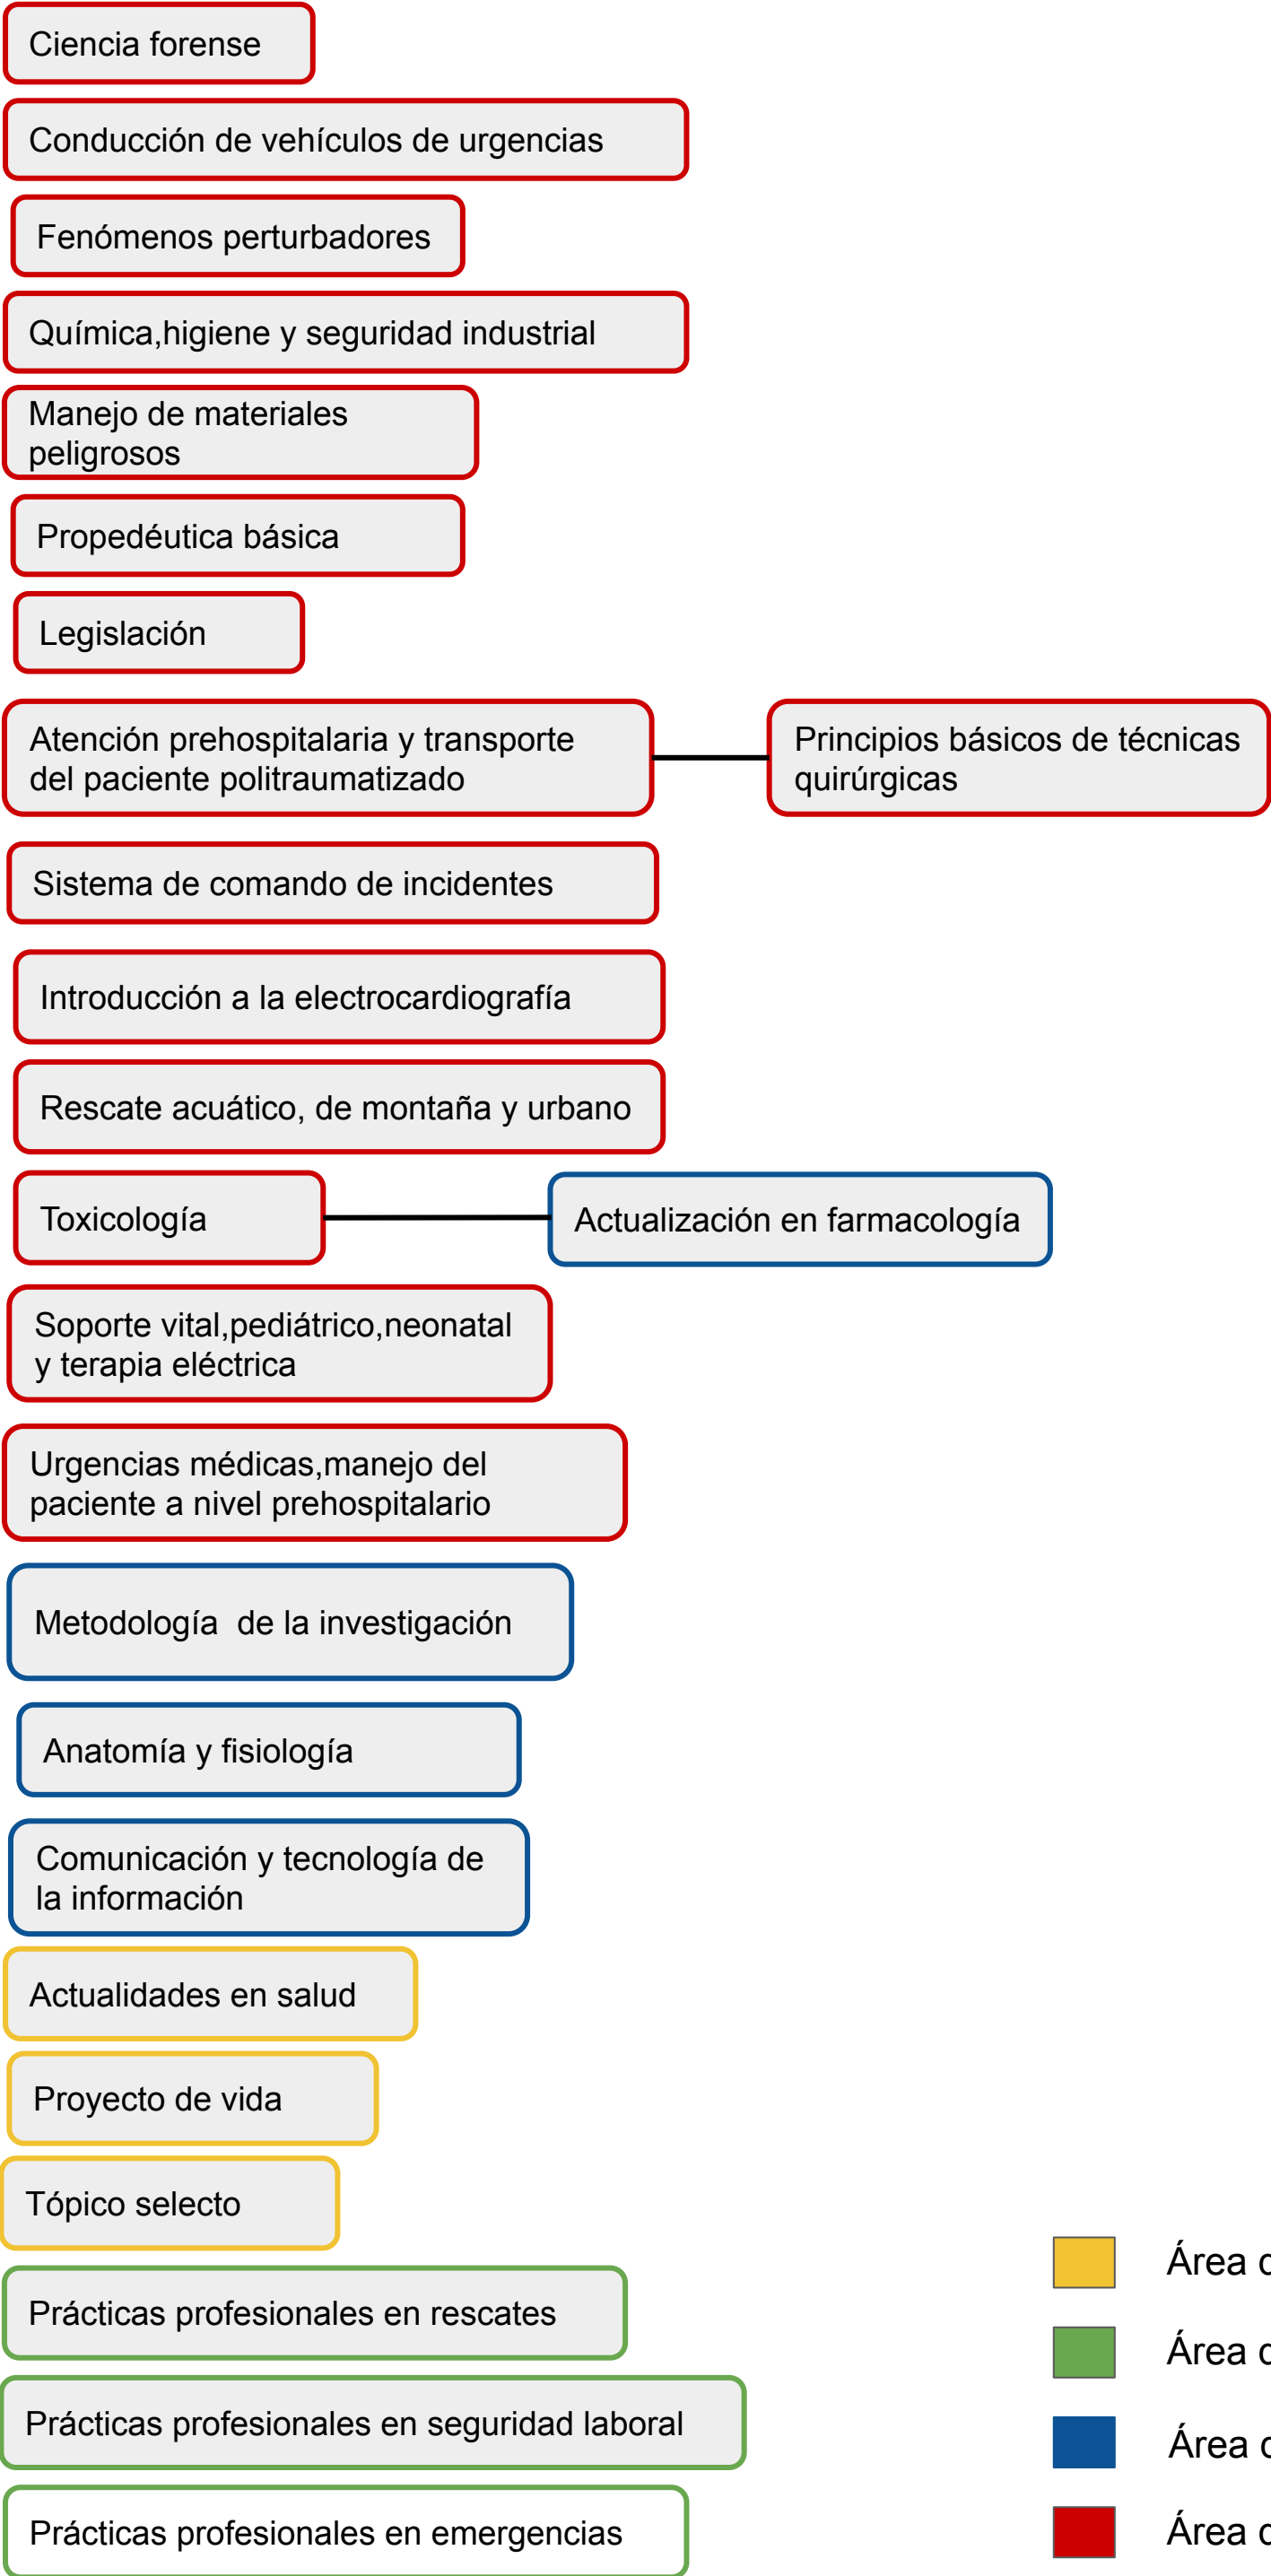 Ciencia forense
Conducción de vehículos de urgencias
Fenómenos perturbadores
Química,higiene y seguridad industrial
Manejo de materiales
peligrosos
Propedéutica básica
Legislación
Atención prehospitalaria y transporte
del paciente politraumatizado
Principios básicos de técnicas
quirúrgicas
Sistema de comando de incidentes
Introducción a la electrocardiografía
Rescate acuático, de montaña y urbano
Toxicología
Actualización en farmacología
Soporte vital,pediátrico,neonatal
y terapia eléctrica
Urgencias médicas,manejo del
paciente a nivel prehospitalario
Metodología  de la investigación
Anatomía y fisiología
Comunicación y tecnología de
la información
Actualidades en salud
Proyecto de vida
Tópico selecto
Prácticas profesionales en rescates
Prácticas profesionales en seguridad laboral
Prácticas profesionales en emergencias
Área
Área
Área
Área